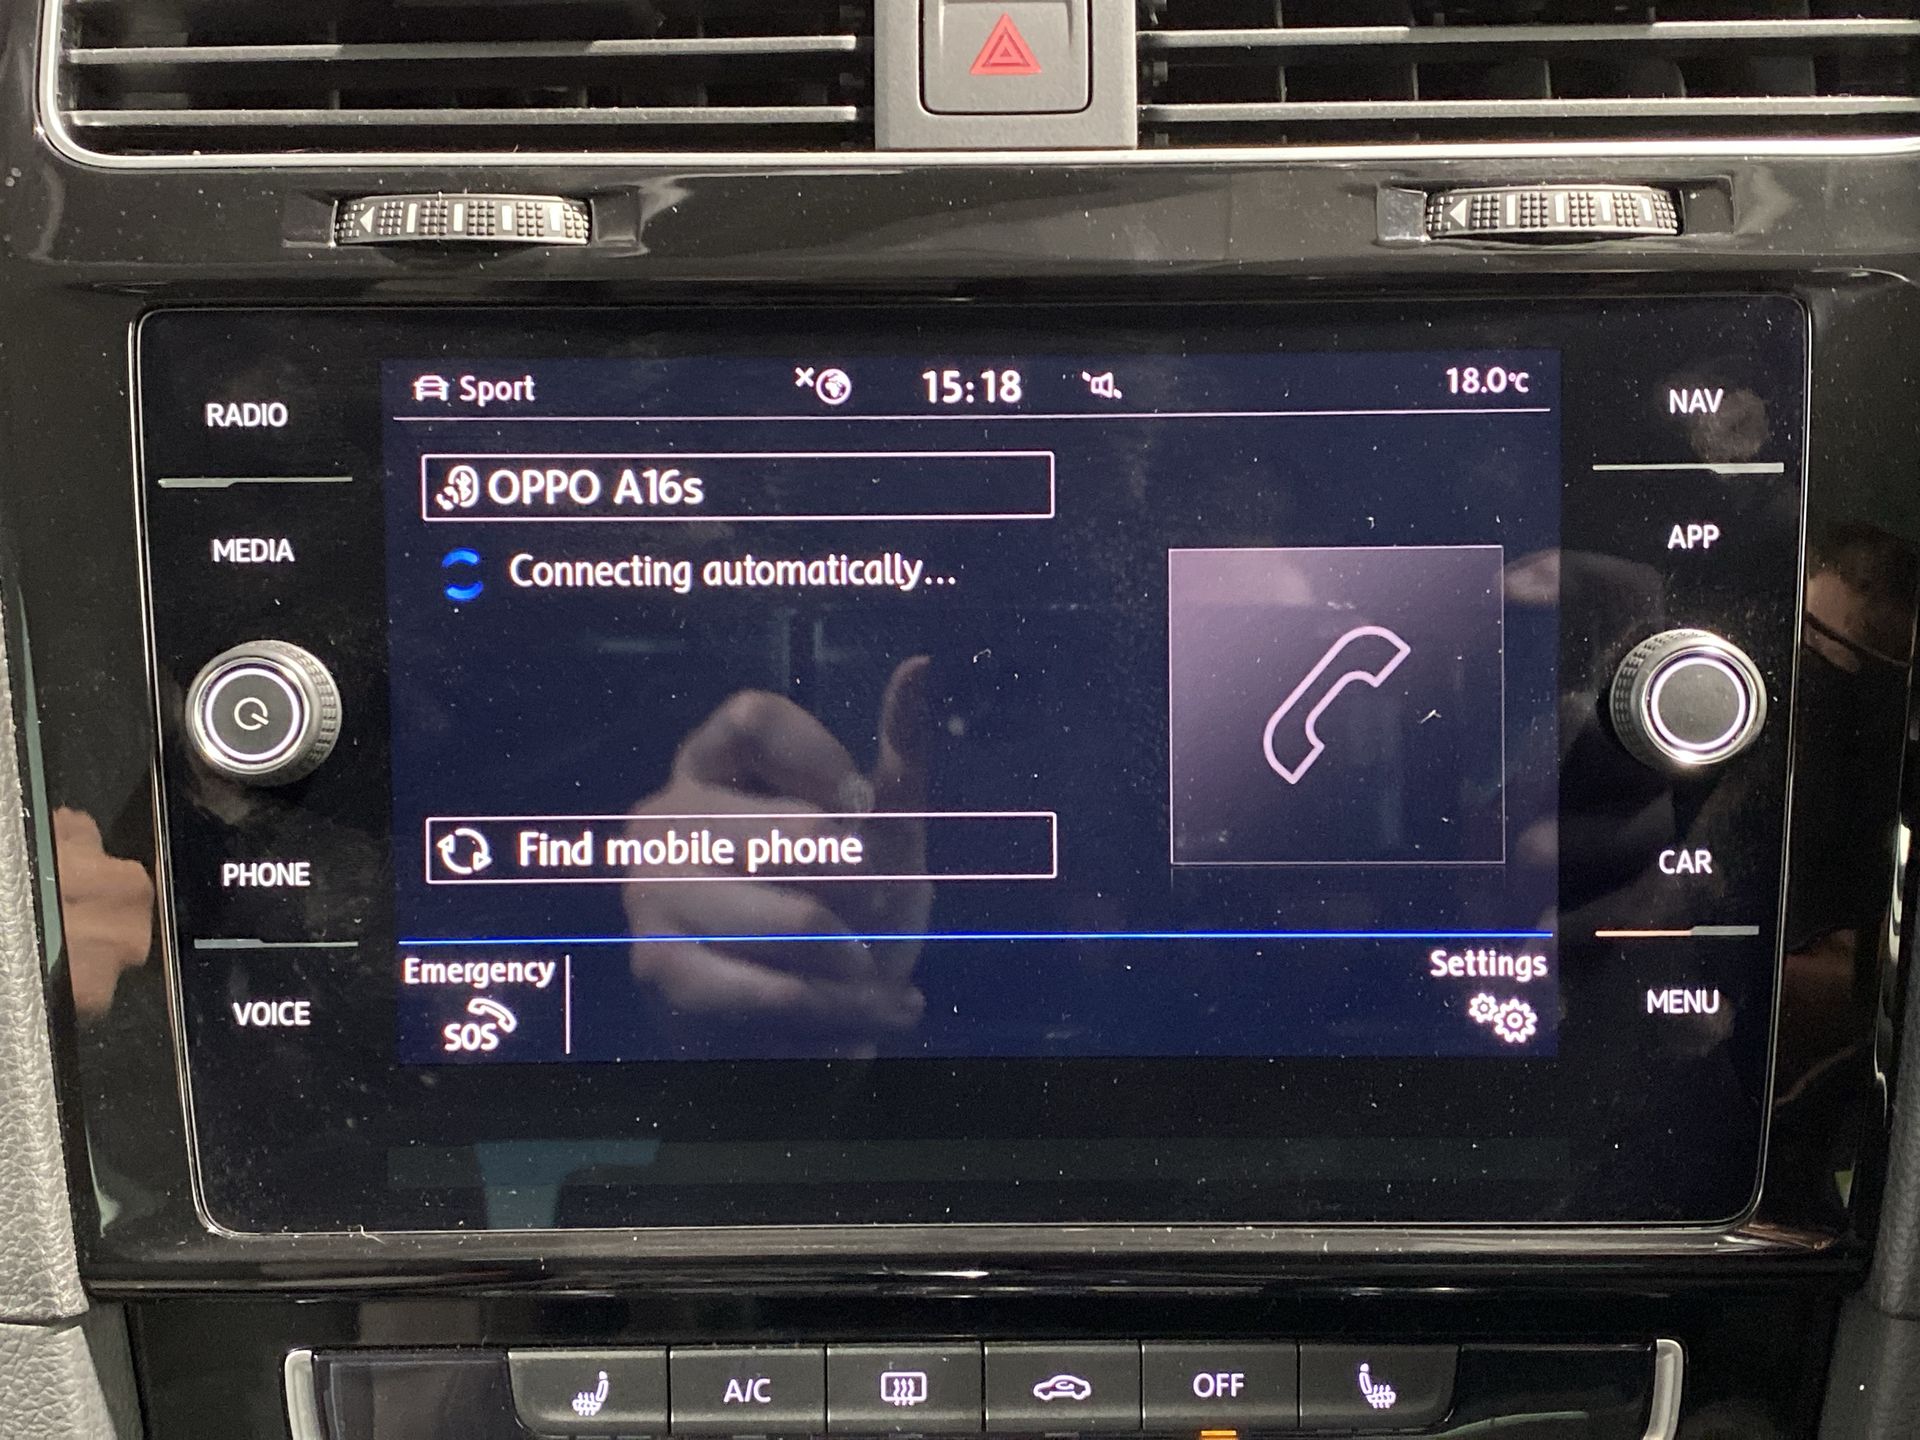 Sport 15:18 18.0°C
RADIO
NAV
OPPO A16s
MEDIA
APP
Connecting automatically...
Find mobile phone
PHONE
CAR
Emergency
Settings
VOICE
SOS
MENU
A/C
OFF